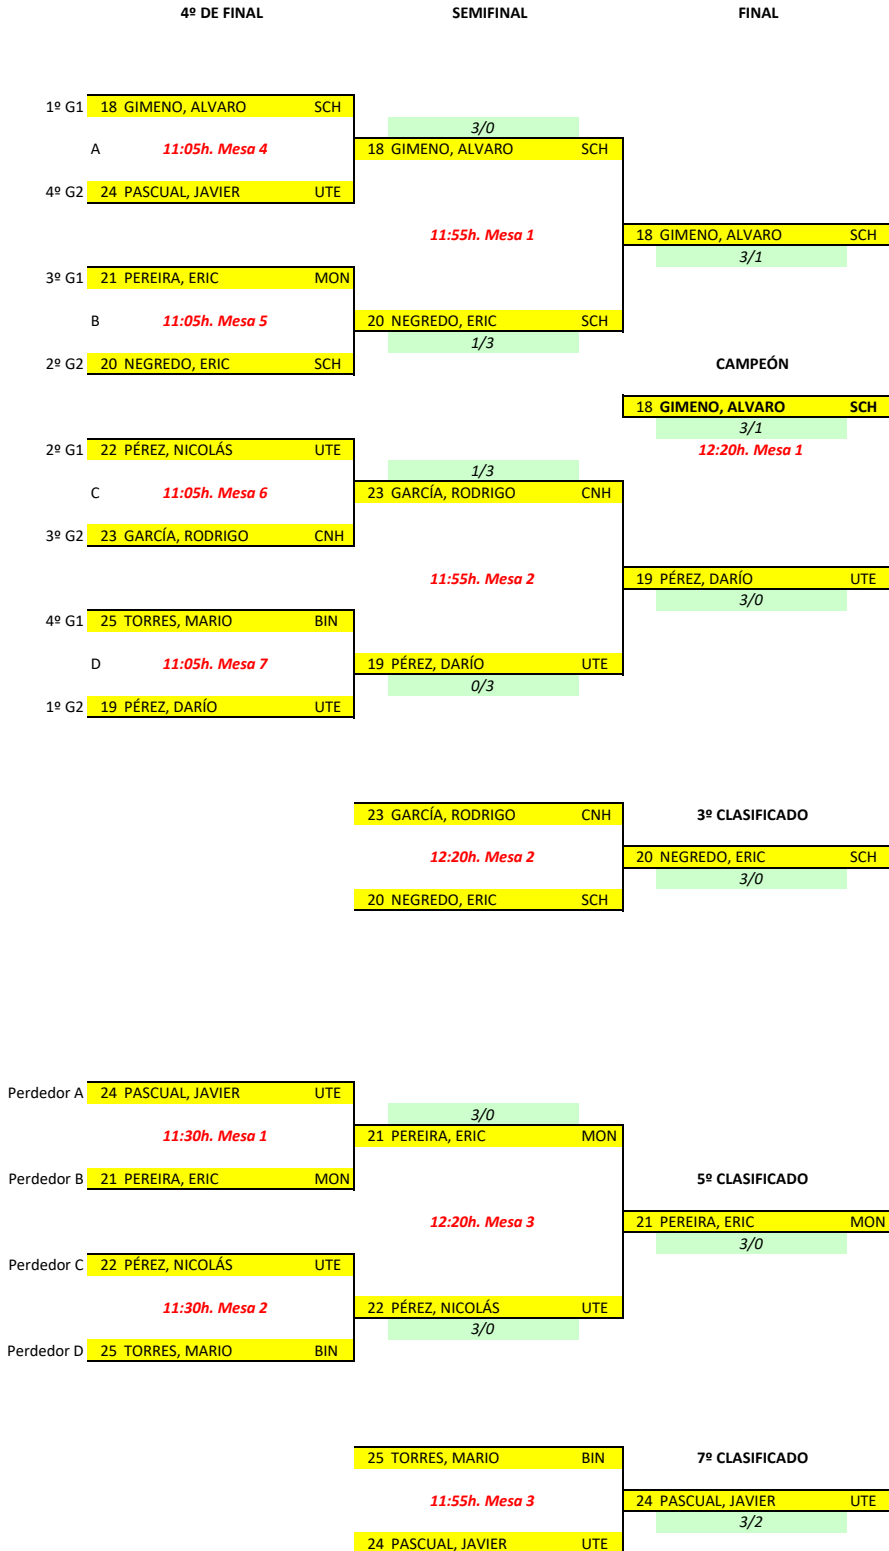 4º DE FINAL SEMIFINAL FINAL
1º G1 18 GIMENO, ALVARO SCH
3/0
A 11:05h. Mesa 4 18 GIMENO, ALVARO SCH
4º G2 24 PASCUAL, JAVIER UTE
11:55h. Mesa 1 18 GIMENO, ALVARO SCH
3/1
3º G1 21 PEREIRA, ERIC MON
B 11:05h. Mesa 5 20 NEGREDO, ERIC SCH
1/3
2º G2 20 NEGREDO, ERIC SCH CAMPEÓN
18 GIMENO, ALVARO SCH
3/1
2º G1 22 PÉREZ, NICOLÁS UTE 12:20h. Mesa 1
1/3
C 11:05h. Mesa 6 23 GARCÍA, RODRIGO CNH
3º G2 23 GARCÍA, RODRIGO CNH
11:55h. Mesa 2 19 PÉREZ, DARÍO UTE
3/0
4º G1 25 TORRES, MARIO BIN
D 11:05h. Mesa 7 19 PÉREZ, DARÍO UTE
0/3
1º G2 19 PÉREZ, DARÍO UTE
23 GARCÍA, RODRIGO CNH 3º CLASIFICADO
12:20h. Mesa 2 20 NEGREDO, ERIC SCH
3/0
20 NEGREDO, ERIC SCH
Perdedor A 24 PASCUAL, JAVIER UTE
3/0
11:30h. Mesa 1 21 PEREIRA, ERIC MON
Perdedor B 21 PEREIRA, ERIC MON 5º CLASIFICADO
12:20h. Mesa 3 21 PEREIRA, ERIC MON
3/0
Perdedor C 22 PÉREZ, NICOLÁS UTE
11:30h. Mesa 2 22 PÉREZ, NICOLÁS UTE
3/0
Perdedor D 25 TORRES, MARIO BIN
25 TORRES, MARIO BIN 7º CLASIFICADO
11:55h. Mesa 3 24 PASCUAL, JAVIER UTE
3/2
24 PASCUAL, JAVIER UTE